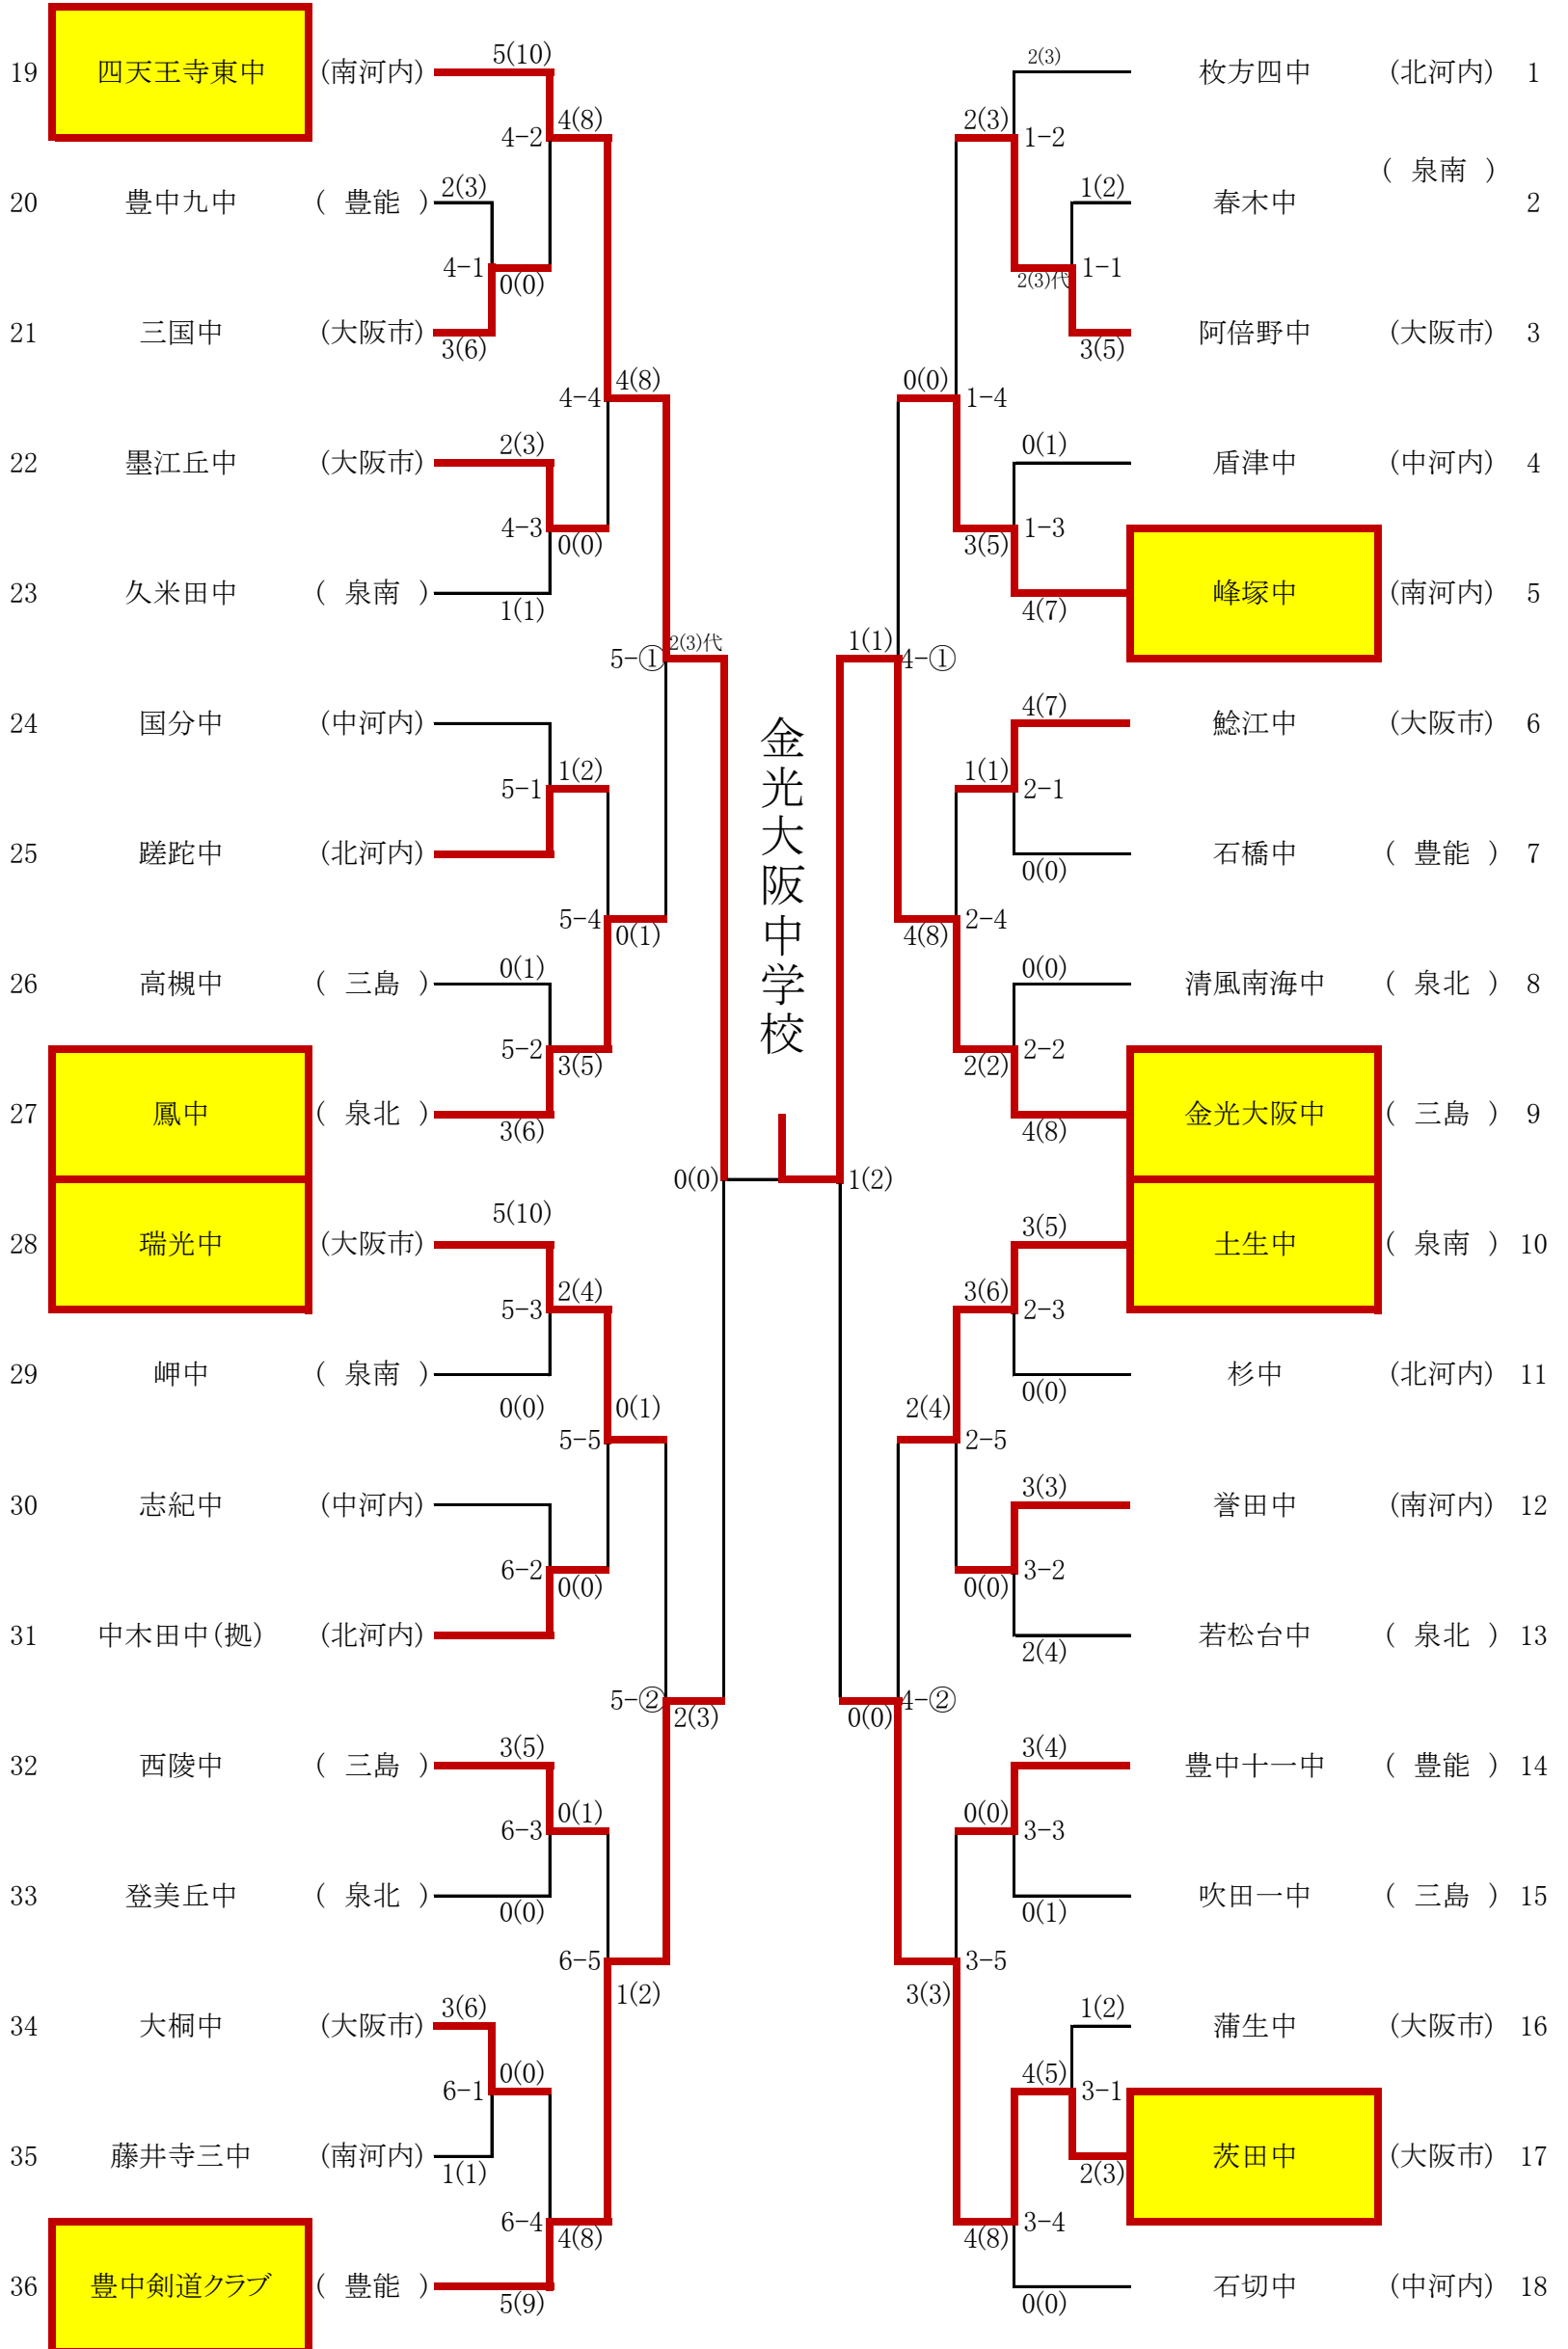 19 四天王寺東中 (南河内) 5(10)
4-2 4(8)
20 豊中九中 ( 豊能 ) 2(3)
4-1 0(0)
21 三国中 (大阪市) 3(6)
4-4 4(8)
22 墨江丘中 (大阪市) 2(3)
4-3 0(0)
23 久米田中 ( 泉南 ) 1(1)
5-① 2(3)代
24 国分中 (中河内)
5-1 1(2)
25 蹉跎中 (北河内)
5-4 0(1)
26 高槻中 ( 三島 ) 0(1)
5-2 3(5)
27 鳳中 ( 泉北 ) 3(6)
0(0)
28 瑞光中 (大阪市) 5(10)
5-3 2(4)
29 岬中 ( 泉南 ) 0(0)
5-5 0(1)
30 志紀中 (中河内)
6-2 0(0)
31 中木田中(拠) (北河内)
5-② 2(3)
32 西陵中 ( 三島 ) 3(5)
6-3 0(1)
33 登美丘中 ( 泉北 ) 0(0)
6-5 1(2)
34 大桐中 (大阪市) 3(6)
6-1 0(0)
35 藤井寺三中 (南河内) 1(1)
6-4 4(8)
36 豊中剣道クラブ ( 豊能 ) 5(9)
金光大阪中学校
2(3) 枚方四中 (北河内) 1
2(3) 1-2
( 泉南 )
1(2) 春木中 2
2(3)代 1-1
3(5) 阿倍野中 (大阪市) 3
0(0) 1-4
0(1) 盾津中 (中河内) 4
3(5) 1-3
4(7) 峰塚中 (南河内) 5
1(1) 4-①
4(7) 鯰江中 (大阪市) 6
1(1) 2-1
0(0) 石橋中 ( 豊能 ) 7
4(8) 2-4
0(0) 清風南海中 ( 泉北 ) 8
2(2) 2-2
4(8) 金光大阪中 ( 三島 ) 9
1(2)
3(5) 土生中 ( 泉南 ) 10
3(6) 2-3
0(0) 杉中 (北河内) 11
2(4) 2-5
3(3) 誉田中 (南河内) 12
0(0) 3-2
2(4) 若松台中 ( 泉北 ) 13
0(0) 4-②
3(4) 豊中十一中 ( 豊能 ) 14
0(0) 3-3
0(1) 吹田一中 ( 三島 ) 15
3(3) 3-5
1(2) 蒲生中 (大阪市) 16
4(5) 3-1
2(3) 茨田中 (大阪市) 17
4(8) 3-4
0(0) 石切中 (中河内) 18